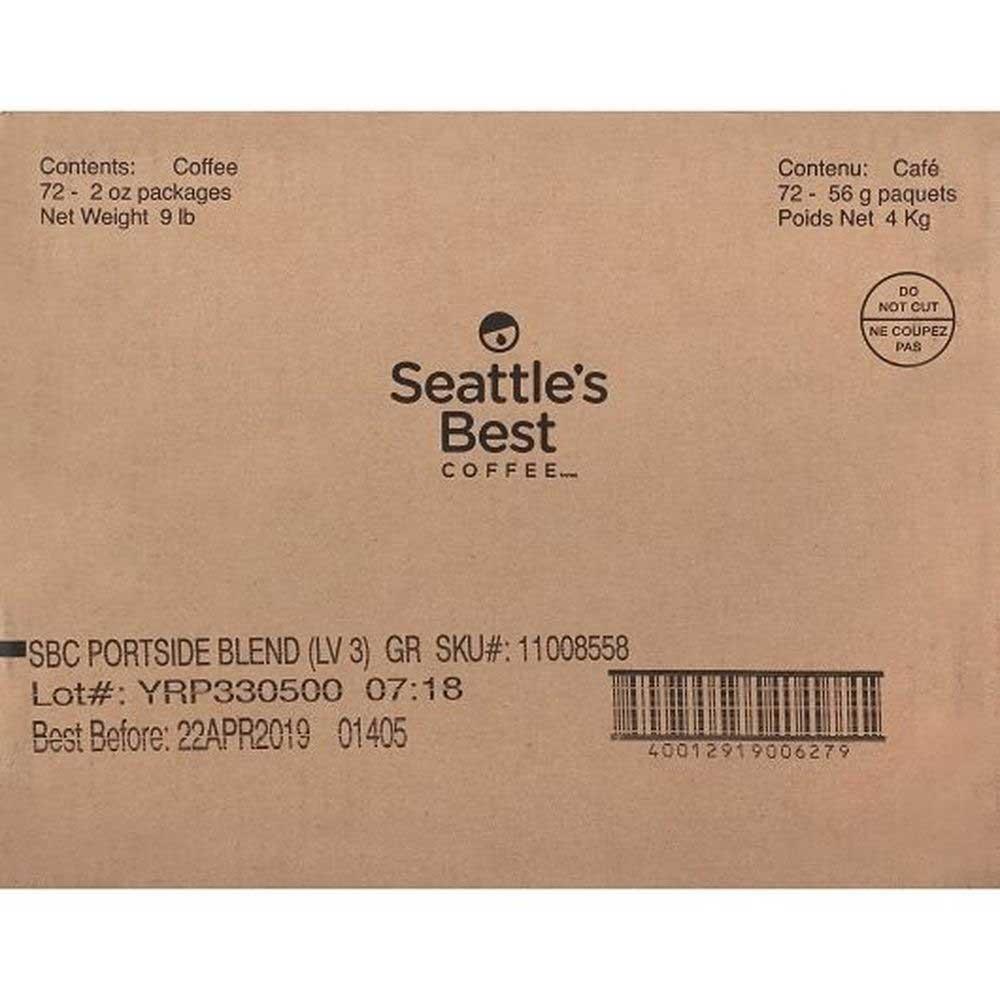 Contents: Coffee
72 - 2 oz packages
Net Weight 9 lb
Contenu: Café
72 - 56 g paquets
Poids Net 4 Kg
DO
NOT CUT
NE COUPEZ
PAS
Seattle's
Best
COFFEE
SBC PORTSIDE BLEND (LV 3) GR SKU#: 11008558
Lot#: YRP330500 07:18
Best Before: 22APR2019 01405
40012919006279